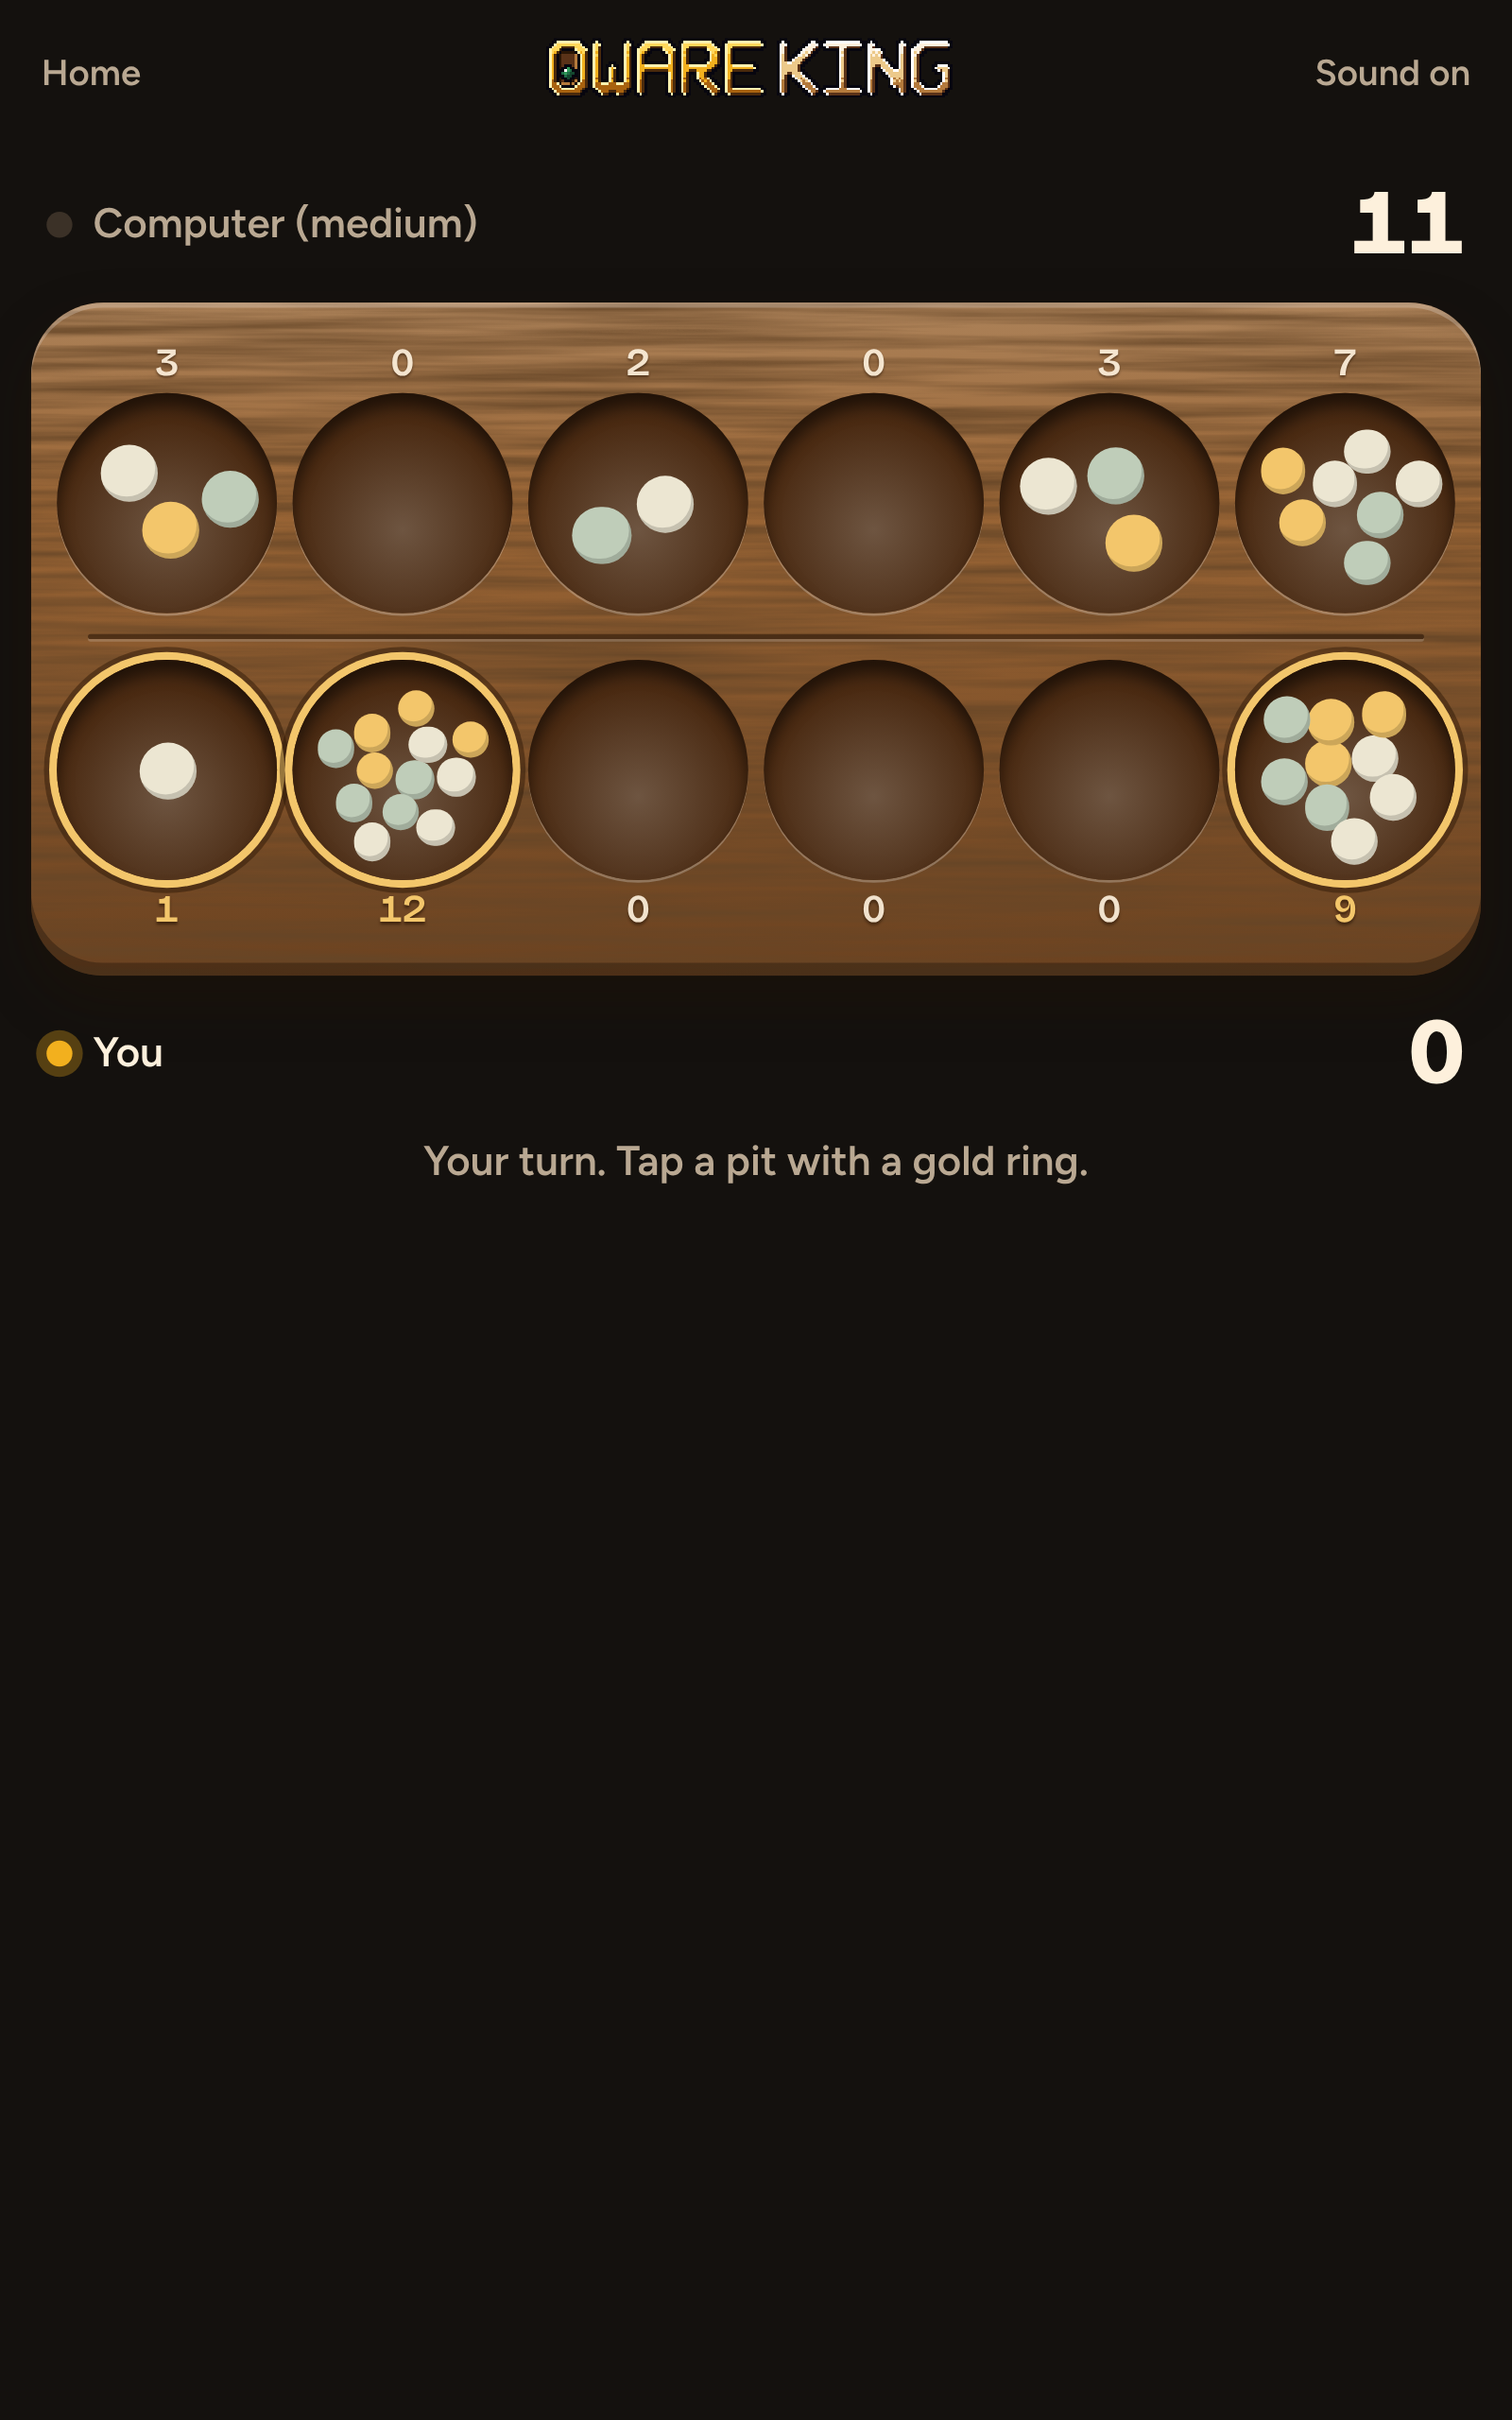 Home
OWARE KING
Sound on
Computer (medium)
11
3 0 2 0 3 7
1 12 0 0 0 9
You
0
Your turn. Tap a pit with a gold ring.